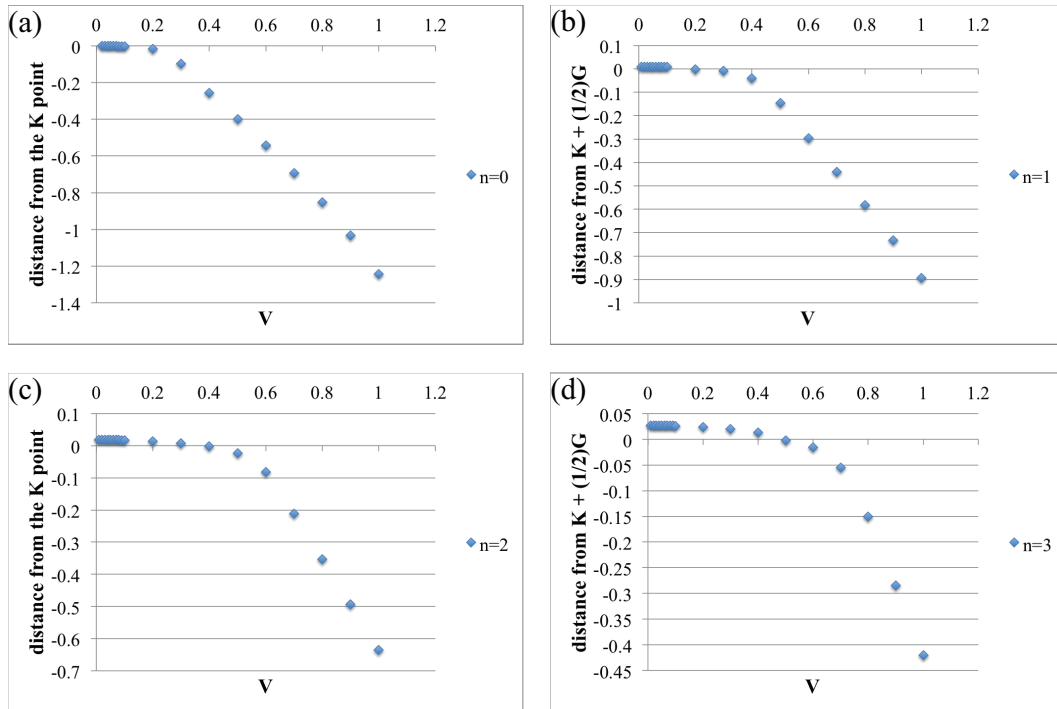 (a)
0 0.2 0.4 0.6 0.8 1 1.2
0
-0.2
-0.4
-0.6
-0.8
-1
-1.2
-1.4
distance from the K point
V
n=0
(b)
0 0.2 0.4 0.6 0.8 1 1.2
0.1
0
-0.1
-0.2
-0.3
-0.4
-0.5
-0.6
-0.7
-0.8
-0.9
-1
distance from K + (1/2)G
V
n=1
(c)
0 0.2 0.4 0.6 0.8 1 1.2
0.1
0
-0.1
-0.2
-0.3
-0.4
-0.5
-0.6
-0.7
distance from the K point
V
n=2
(d)
0 0.2 0.4 0.6 0.8 1 1.2
0.05
0
-0.05
-0.1
-0.15
-0.2
-0.25
-0.3
-0.35
-0.4
-0.45
distance from K + (1/2)G
V
n=3